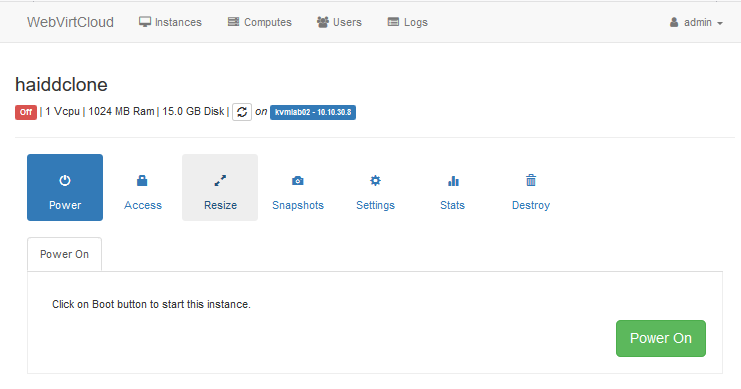 WebVirtCloud Instances Computes Users Logs admin
haiddclone
Off | 1 Vcpu | 1024 MB Ram | 15.0 GB Disk | on kvmlab02 - 10.10.30.8
Power Access Resize Snapshots Settings Stats Destroy
Power On
Click on Boot button to start this instance.
Power On